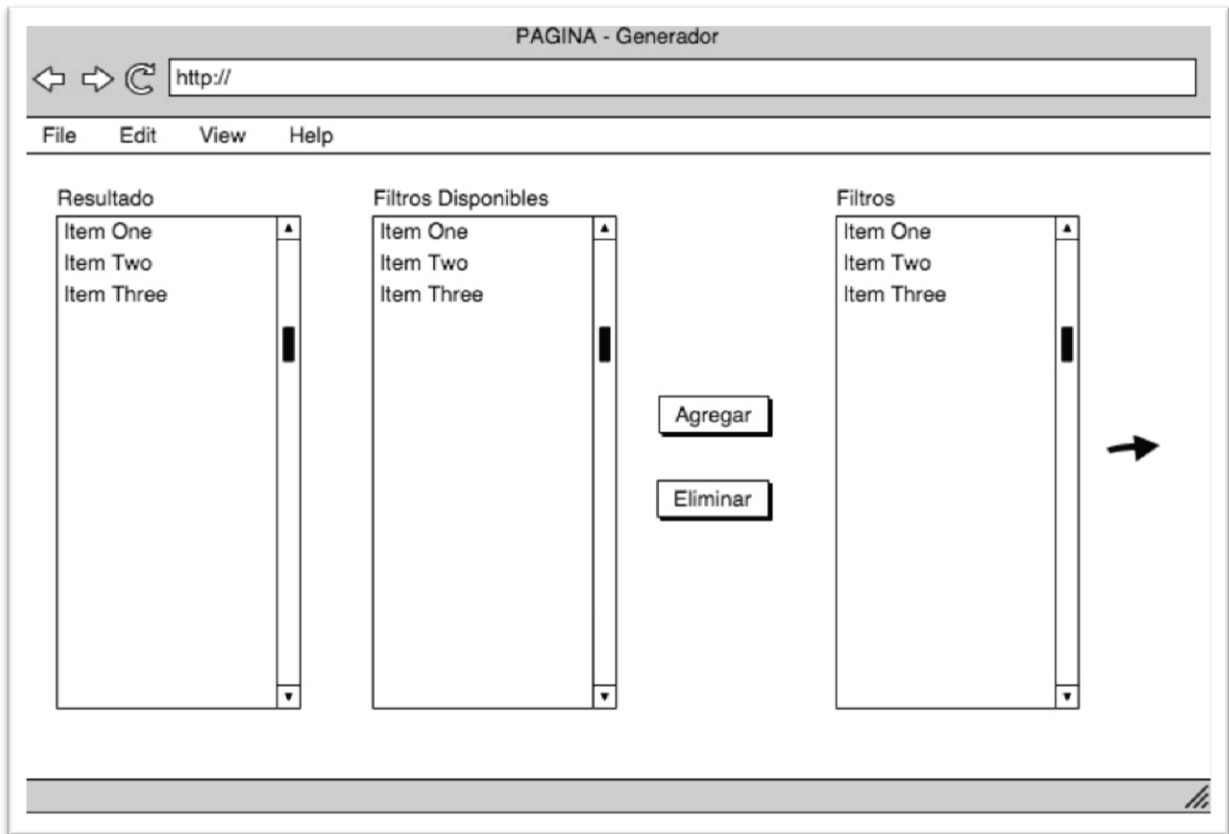 PAGINA - Generador
http://
File Edit View Help
Resultado
Item One
Item Two
Item Three
Filtros Disponibles
Item One
Item Two
Item Three
Agregar
Eliminar
Filtros
Item One
Item Two
Item Three